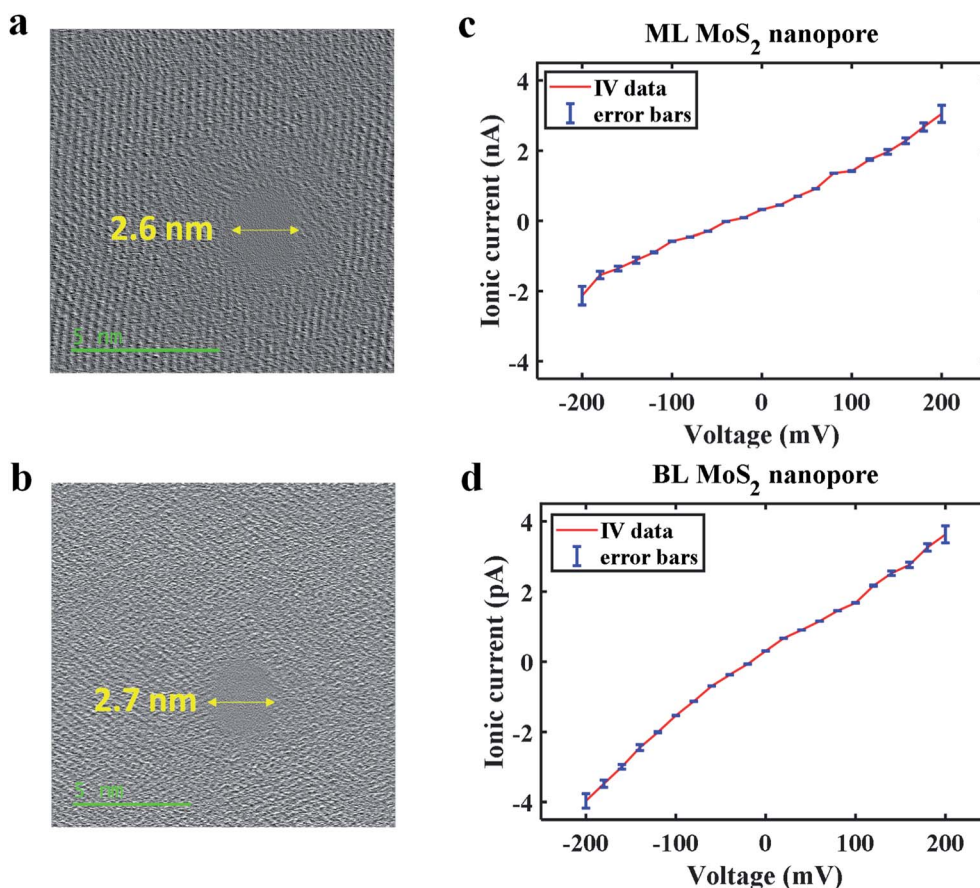 a
2.6 nm
5 nm
b
2.7 nm
5 nm
c
ML MoS₂ nanopore
IV data
error bars
Ionic current (nA)
4
2
0
-2
-4
-200 -100 0 100 200
Voltage (mV)
d
BL MoS₂ nanopore
IV data
error bars
Ionic current (pA)
4
2
0
-2
-4
-200 -100 0 100 200
Voltage (mV)